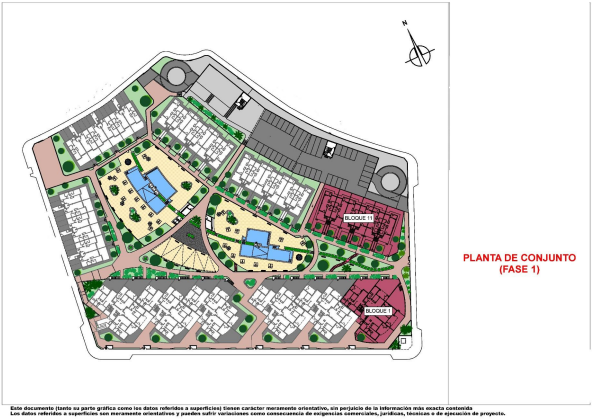 N
BLOQUE 11
PLANTA DE CONJUNTO
(FASE 1)
BLOQUE 1
Este documento (tanto su parte gráfica como los datos referidos a superficies) tienen carácter meramente orientativo, sin perjuicio de la información más exacta contenida
Los datos referidos a superficies son meramente orientativos y pueden sufrir variaciones como consecuencia de exigencias comerciales, jurídicas, técnicas o de ejecución de proyecto.